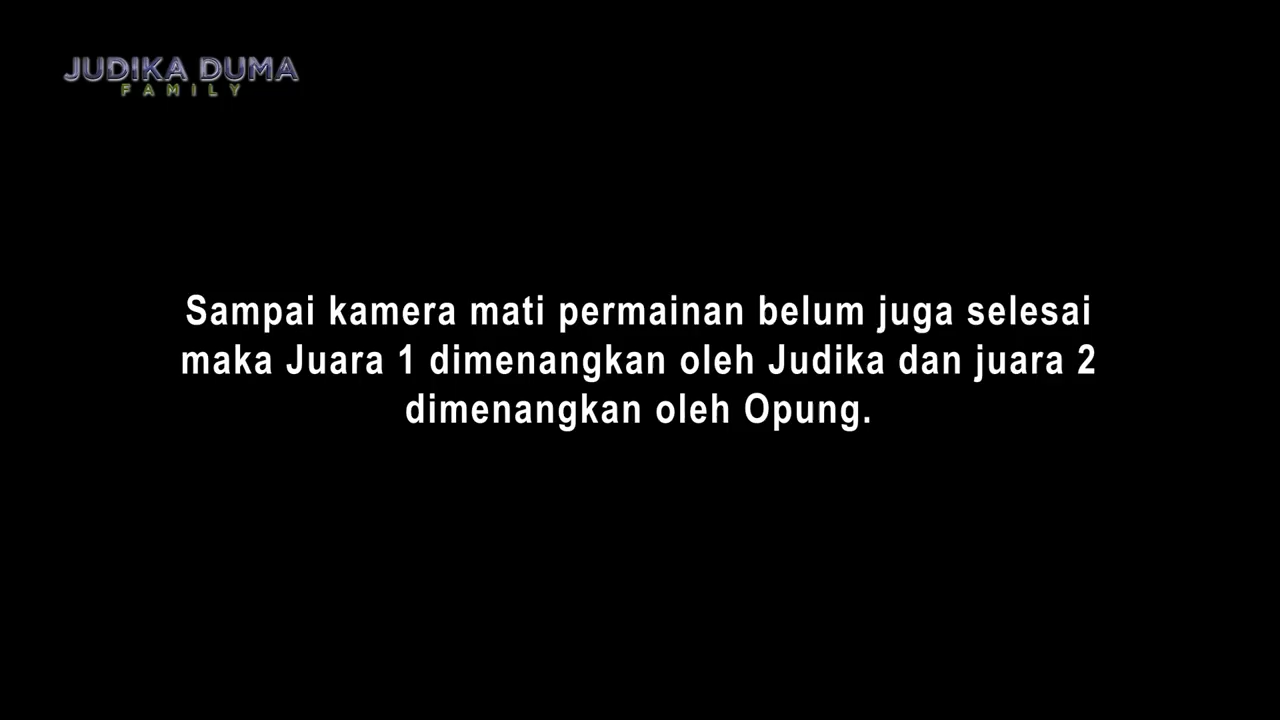 JUDIKA DUMA
FAMILY
Sampai kamera mati permainan belum juga selesai
maka Juara 1 dimenangkan oleh Judika dan juara 2
dimenangkan oleh Opung.